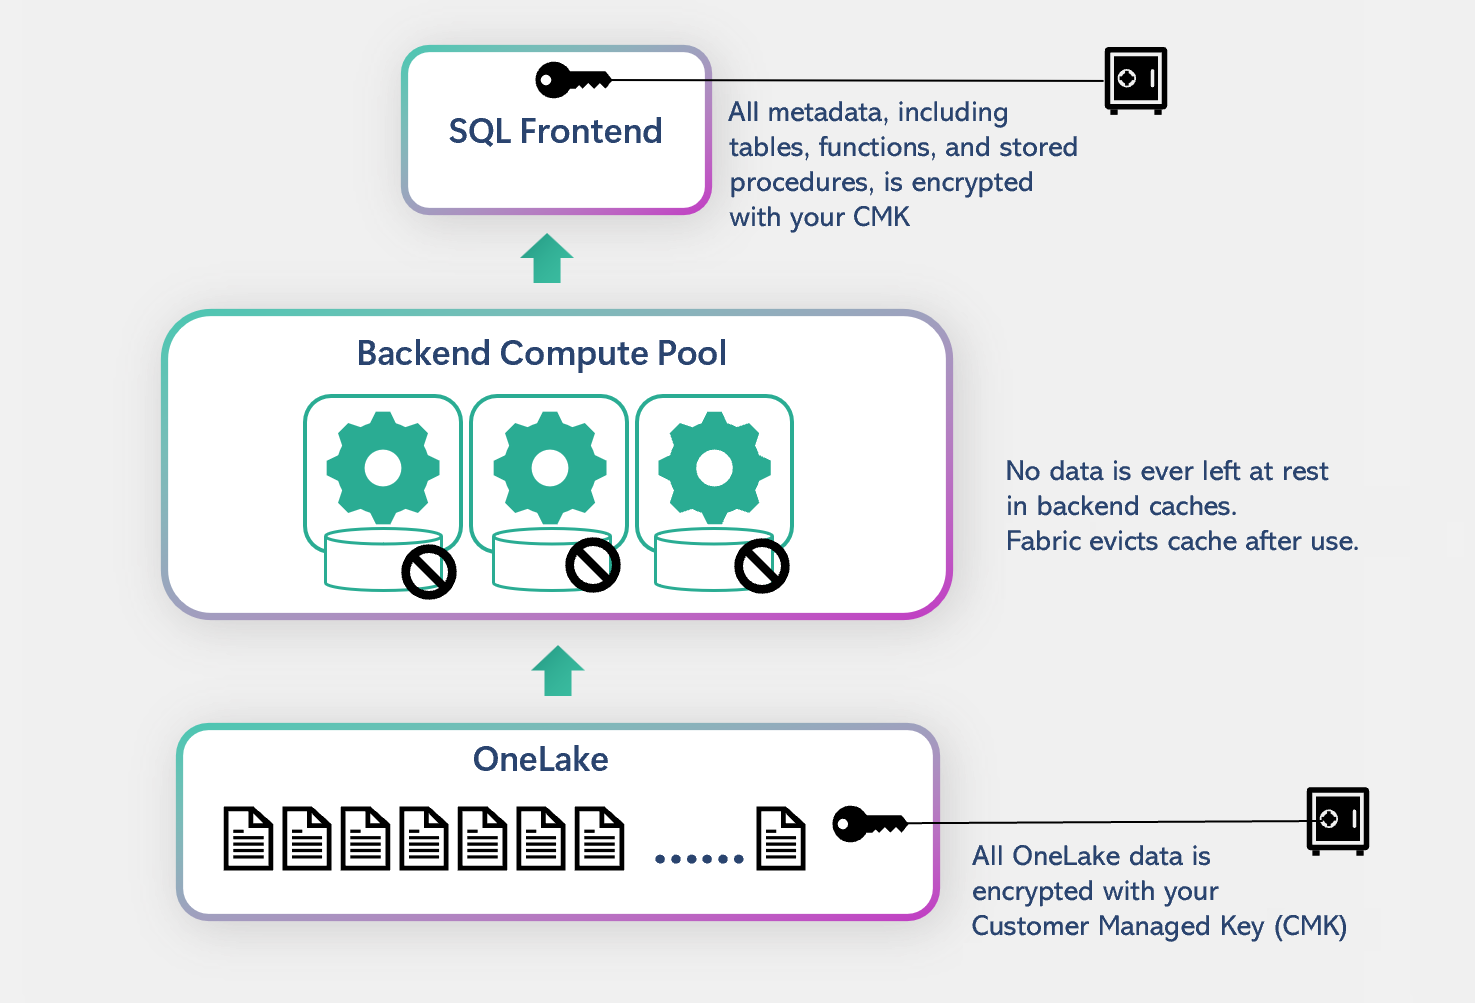 SQL Frontend
All metadata, including
tables, functions, and stored
procedures, is encrypted
with your CMK
Backend Compute Pool
No data is ever left at rest
in backend caches.
Fabric evicts cache after use.
OneLake
All OneLake data is
encrypted with your
Customer Managed Key (CMK)